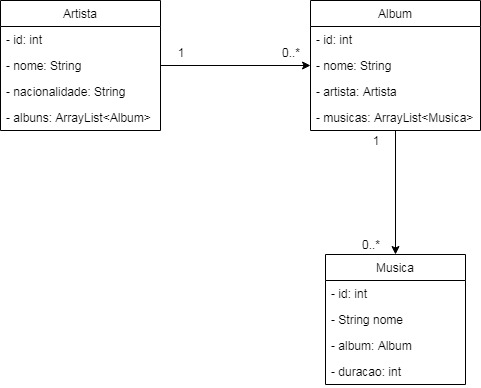 Artista
- id: int
- nome: String
- nacionalidade: String
- albuns: ArrayList<Album>
1
0..*
Album
- id: int
- nome: String
- artista: Artista
- musicas: ArrayList<Musica>
1
0..*
Musica
- id: int
- String nome
- album: Album
- duracao: int